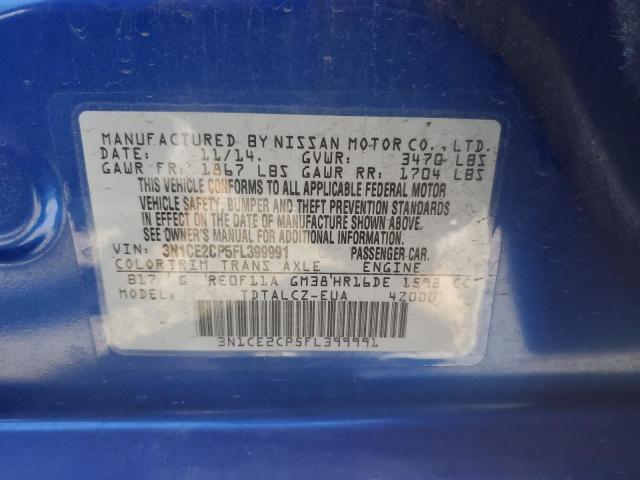 MANUFACTURED BY NISSAN MOTOR CO., LTD.
DATE: 11/14. GVWR: 3470 LBS
GAWR FR: 1867 LBS GAWR RR: 1704 LBS
THIS VEHICLE CONFORMS TO ALL APPLICABLE FEDERAL MOTOR
VEHICLE SAFETY, BUMPER AND THEFT PREVENTION STANDARDS
IN EFFECT ON THE DATE OF MANUFACTURE SHOWN ABOVE.
SEE OWNER'S MANUAL FOR ADDITIONAL INFORMATION.
VIN: 3N1CE2CP5FL399991 PASSENGER CAR.
COLOR TRIM TRANS AXLE ENGINE
B17 G RE0F11A GM38 HR16DE 1598 CC
MODEL: TDTALCZ-EUA 4Z000
3N1CE2CP5FL399991